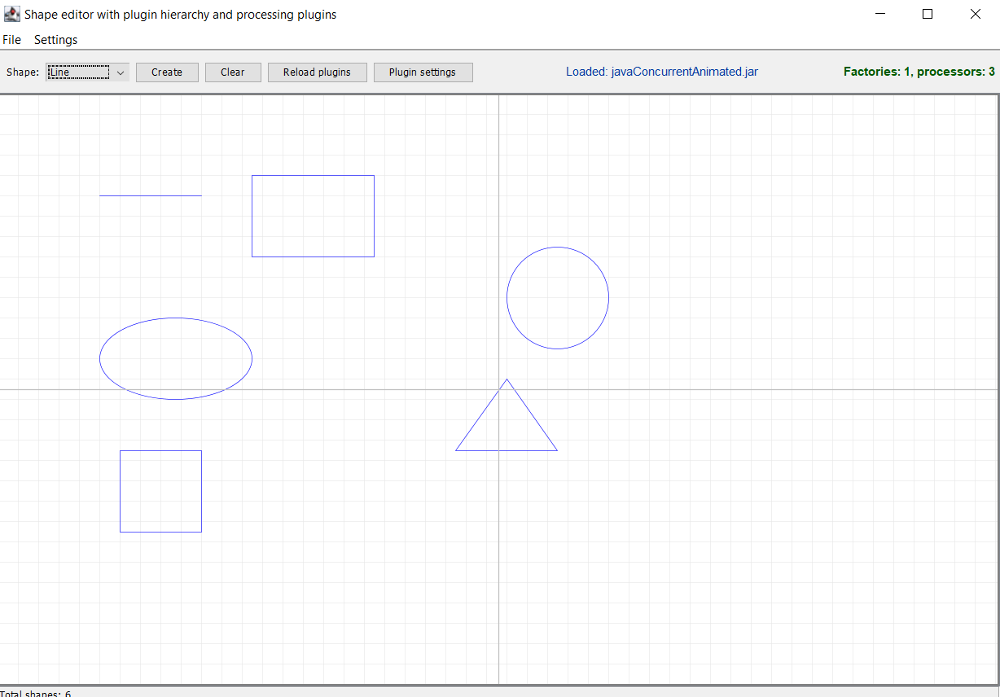 Shape editor with plugin hierarchy and processing plugins
File Settings
Shape: Line Create Clear Reload plugins Plugin settings Loaded: javaConcurrentAnimated.jar Factories: 1, processors: 3
Total shapes: 6